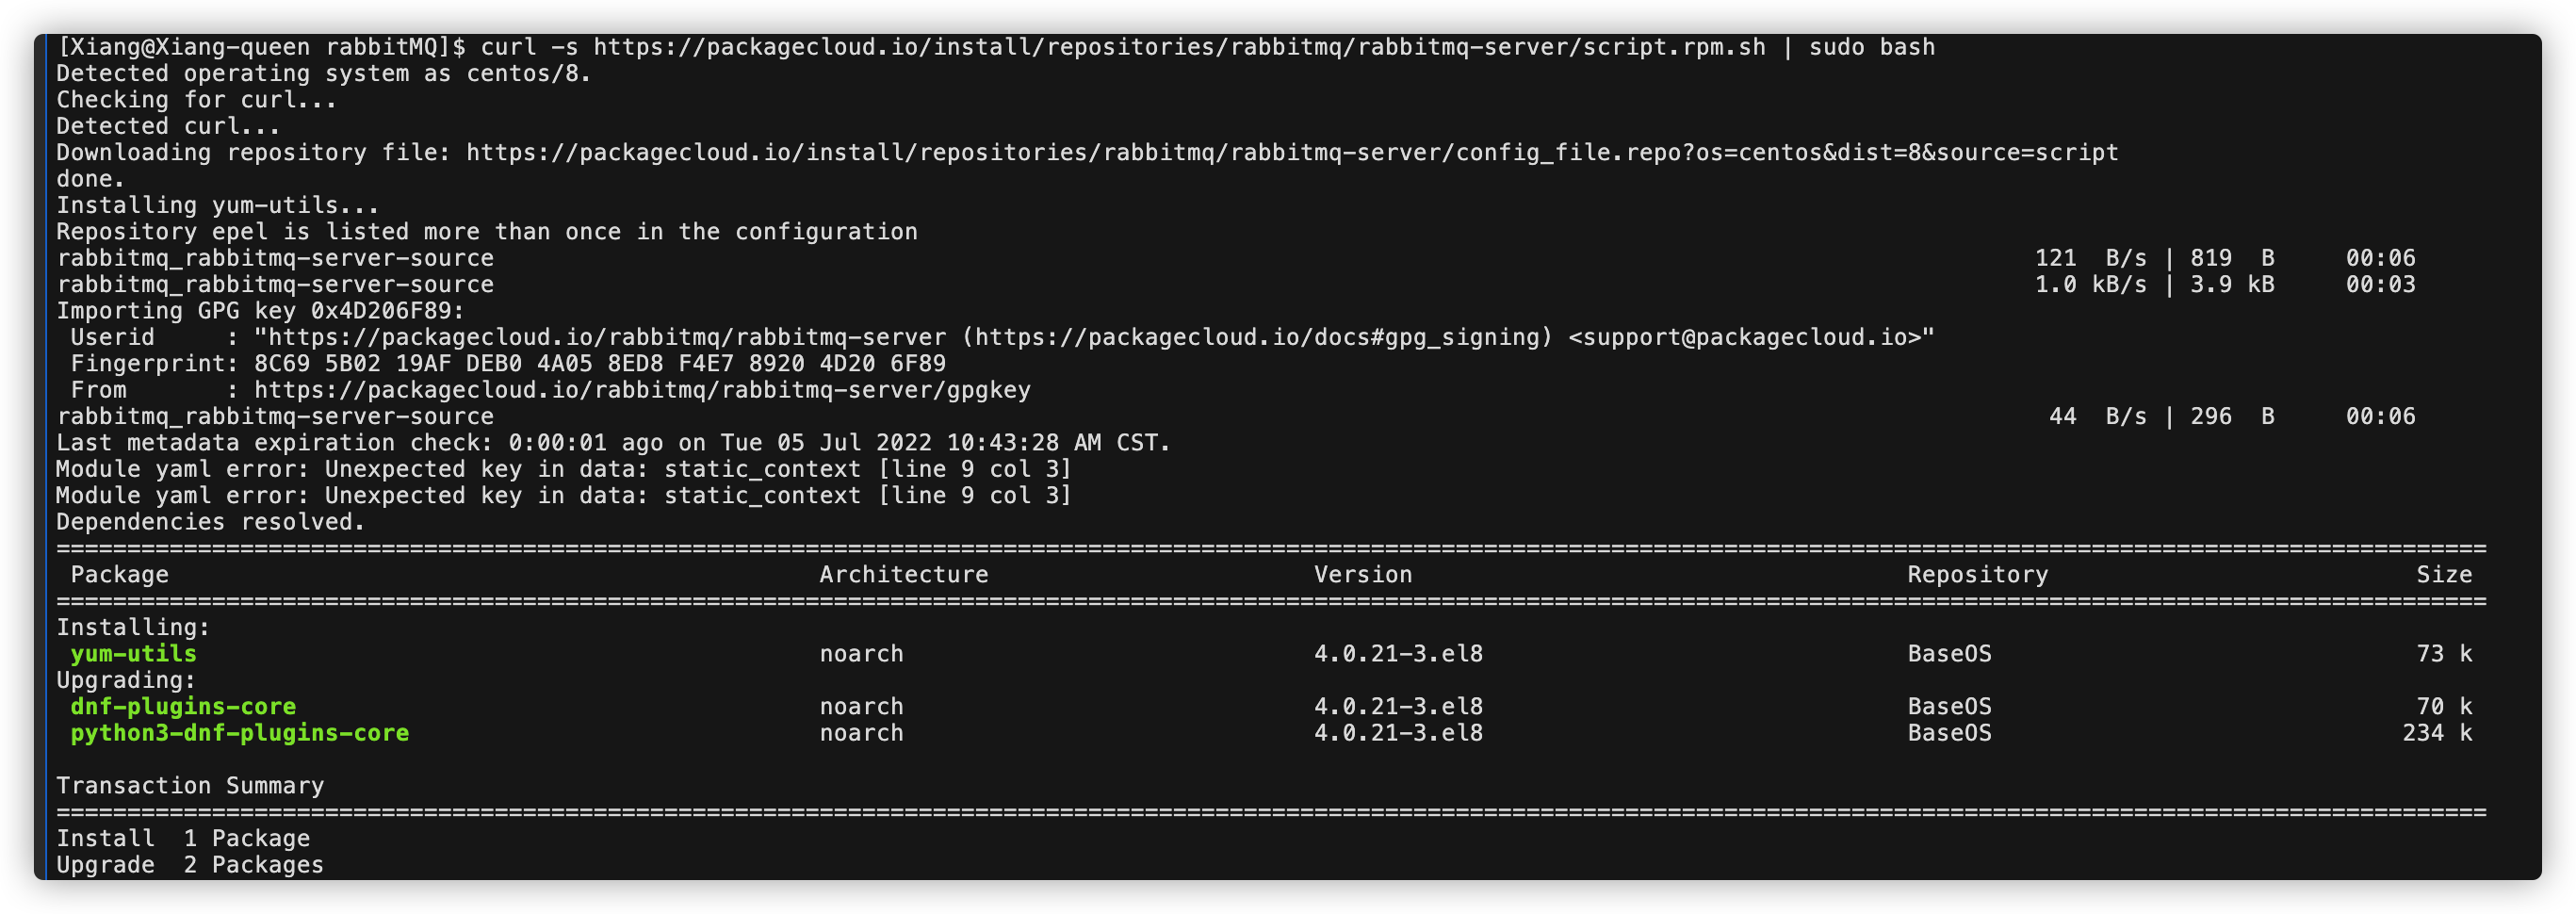 [Xiang@Xiang-queen rabbitMQ]$ curl -s https://packagecloud.io/install/repositories/rabbitmq/rabbitmq-server/script.rpm.sh | sudo bash
Detected operating system as centos/8.
Checking for curl...
Detected curl...
Downloading repository file: https://packagecloud.io/install/repositories/rabbitmq/rabbitmq-server/config_file.repo?os=centos&dist=8&source=script
done.
Installing yum-utils...
Repository epel is listed more than once in the configuration
rabbitmq_rabbitmq-server-source 121 B/s | 819 B 00:06
rabbitmq_rabbitmq-server-source 1.0 kB/s | 3.9 kB 00:03
Importing GPG key 0x4D206F89:
Userid : "https://packagecloud.io/rabbitmq/rabbitmq-server (https://packagecloud.io/docs#gpg_signing) <support@packagecloud.io>"
Fingerprint: 8C69 5B02 19AF DEB0 4A05 8ED8 F4E7 8920 4D20 6F89
From : https://packagecloud.io/rabbitmq/rabbitmq-server/gpgkey
rabbitmq_rabbitmq-server-source 44 B/s | 296 B 00:06
Last metadata expiration check: 0:00:01 ago on Tue 05 Jul 2022 10:43:28 AM CST.
Module yaml error: Unexpected key in data: static_context [line 9 col 3]
Module yaml error: Unexpected key in data: static_context [line 9 col 3]
Dependencies resolved.
Package Architecture Version Repository Size
Installing:
yum-utils noarch 4.0.21-3.el8 BaseOS 73 k
Upgrading:
dnf-plugins-core noarch 4.0.21-3.el8 BaseOS 70 k
python3-dnf-plugins-core noarch 4.0.21-3.el8 BaseOS 234 k
Transaction Summary
Install 1 Package
Upgrade 2 Packages